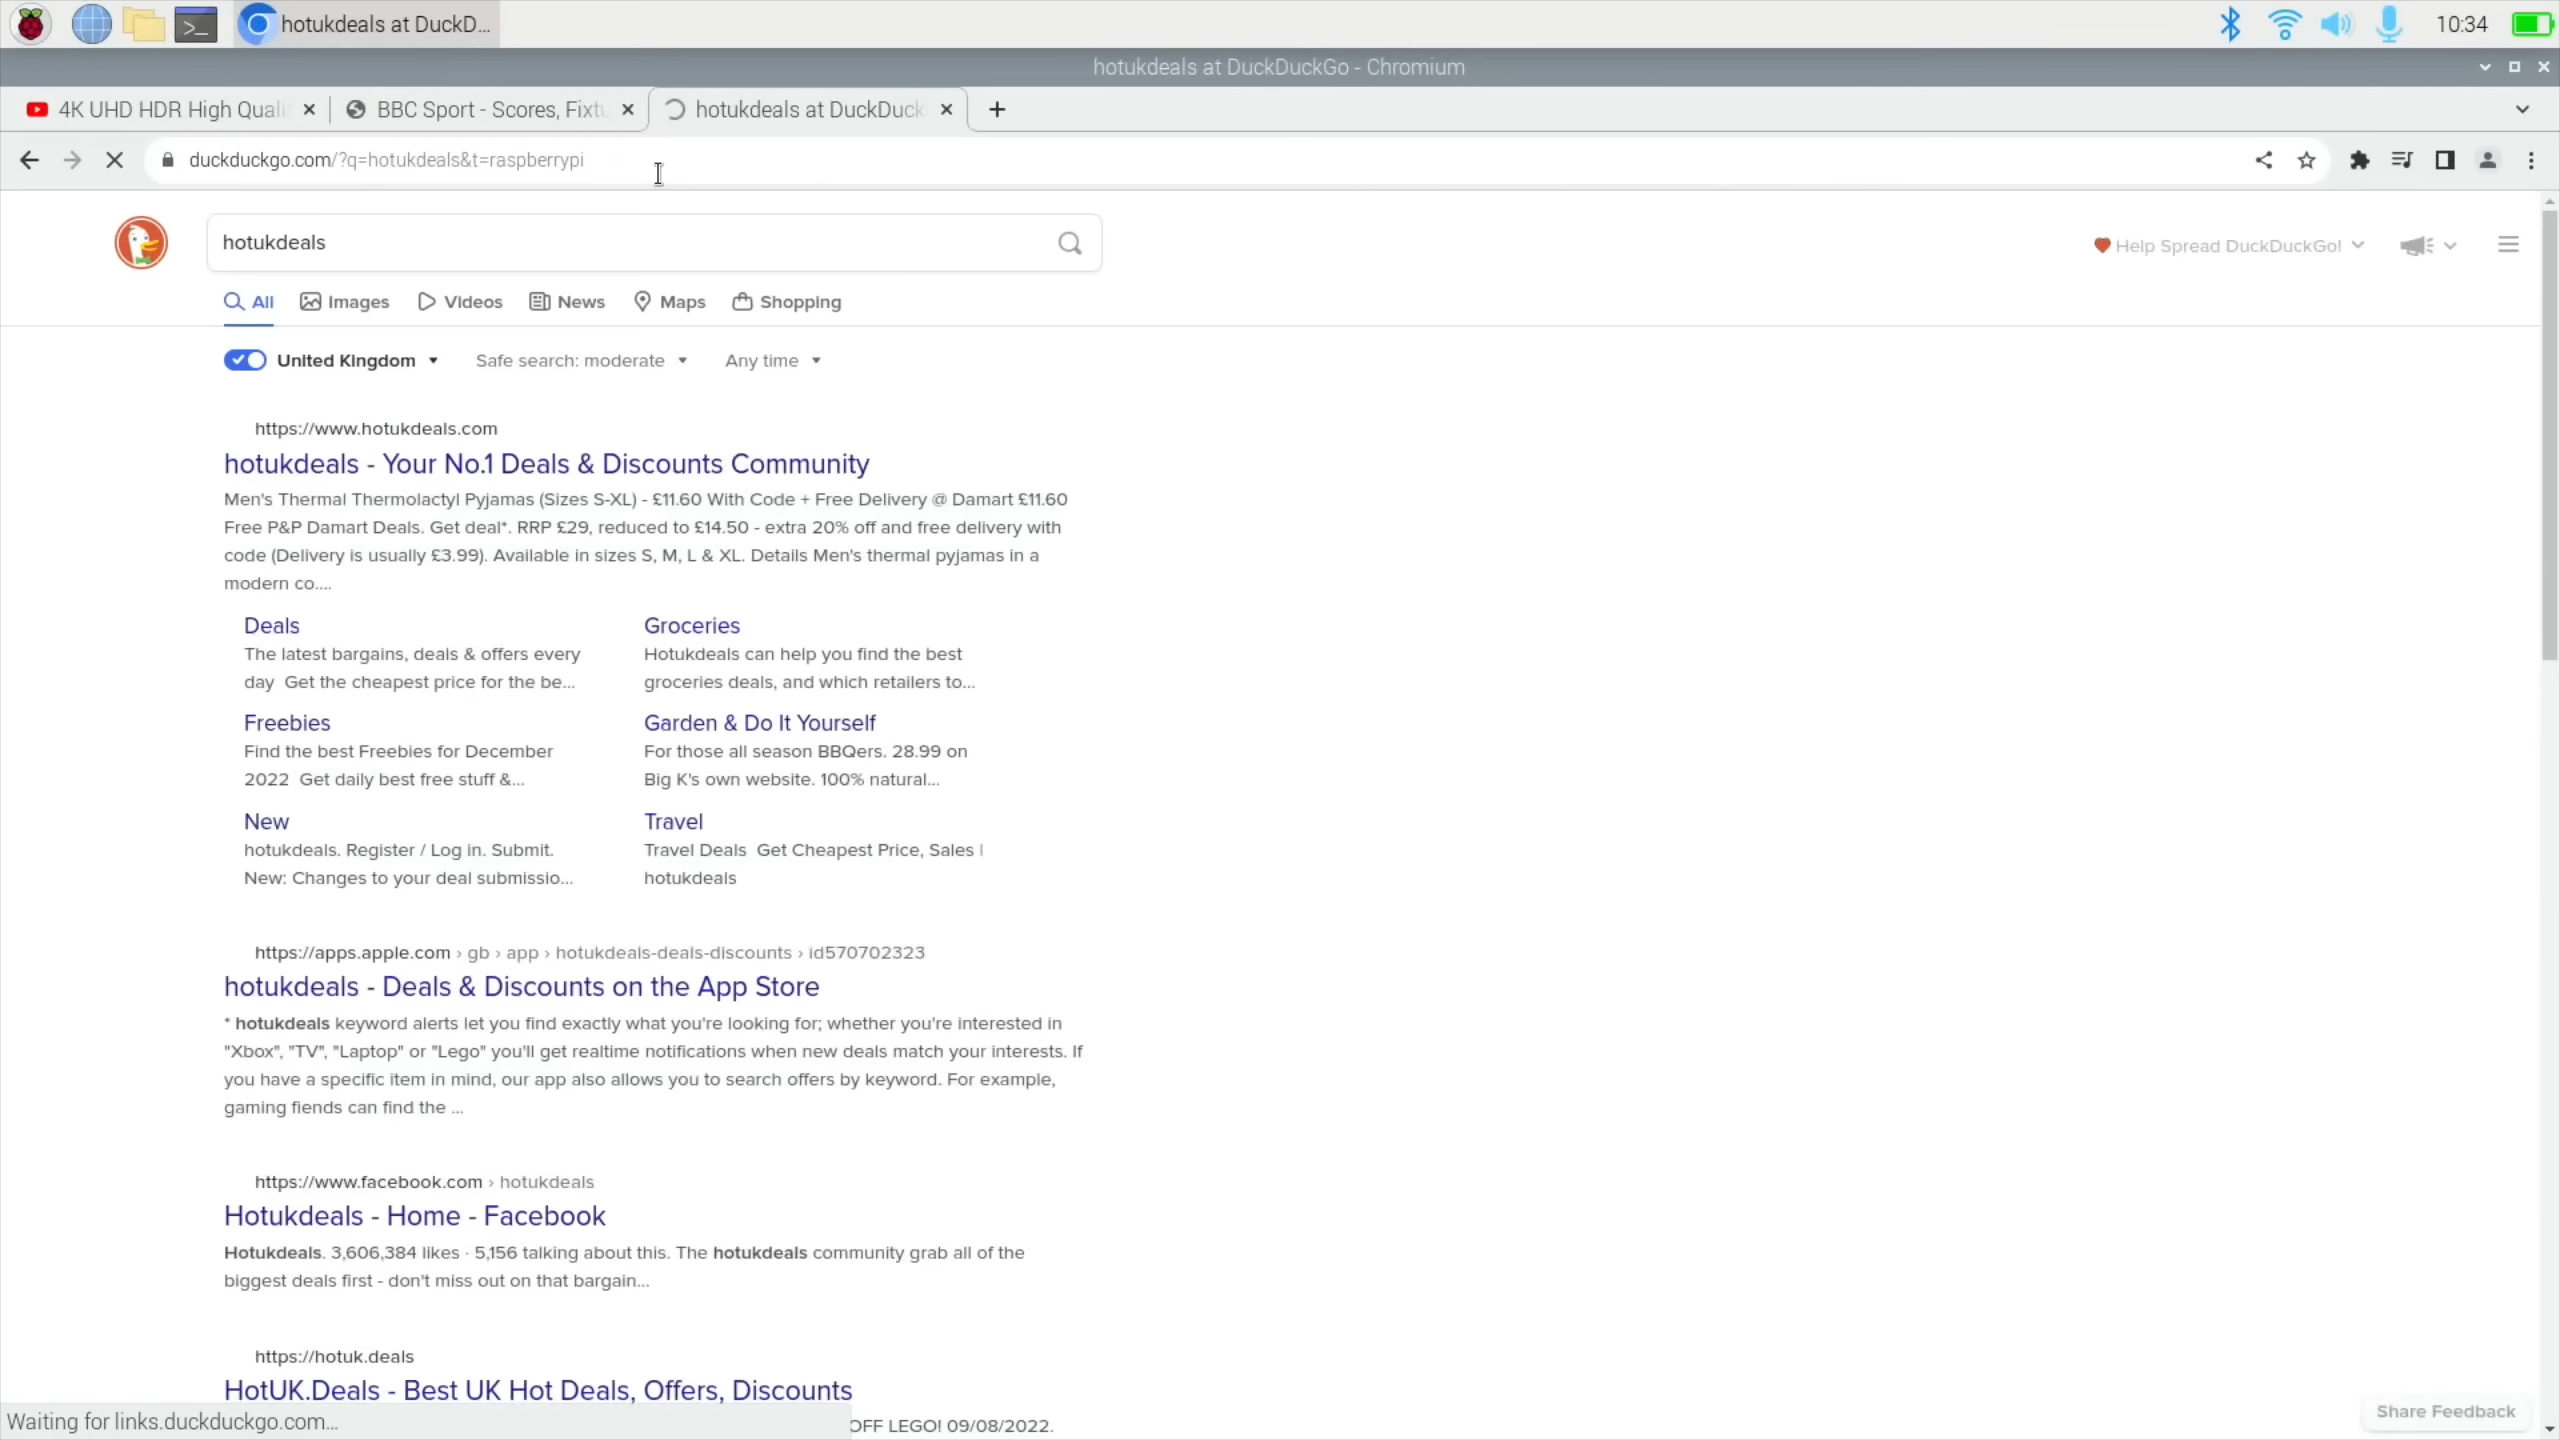 hotukdeals at DuckD...
10:34
hotukdeals at DuckDuckGo - Chromium
4K UHD HDR High Quali
BBC Sport - Scores, Fixtu
hotukdeals at DuckDuck
duckduckgo.com/?q=hotukdeals&t=raspberrypi
hotukdeals
Help Spread DuckDuckGo!
All Images Videos News Maps Shopping
United Kingdom Safe search: moderate Any time
https://www.hotukdeals.com
hotukdeals - Your No.1 Deals & Discounts Community
Men's Thermal Thermolactyl Pyjamas (Sizes S-XL) - £11.60 With Code + Free Delivery @ Damart £11.60
Free P&P Damart Deals. Get deal*. RRP £29, reduced to £14.50 - extra 20% off and free delivery with
code (Delivery is usually £3.99). Available in sizes S, M, L & XL. Details Men's thermal pyjamas in a
modern co....
Deals
The latest bargains, deals & offers every
day Get the cheapest price for the be...
Groceries
Hotukdeals can help you find the best
groceries deals, and which retailers to...
Freebies
Find the best Freebies for December
2022 Get daily best free stuff &...
Garden & Do It Yourself
For those all season BBQers. 28.99 on
Big K's own website. 100% natural...
New
hotukdeals. Register / Log in. Submit.
New: Changes to your deal submissio...
Travel
Travel Deals Get Cheapest Price, Sales |
hotukdeals
https://apps.apple.com › gb › app › hotukdeals-deals-discounts › id570702323
hotukdeals - Deals & Discounts on the App Store
* hotukdeals keyword alerts let you find exactly what you're looking for; whether you're interested in
"Xbox", "TV", "Laptop" or "Lego" you'll get realtime notifications when new deals match your interests. If
you have a specific item in mind, our app also allows you to search offers by keyword. For example,
gaming fiends can find the ...
https://www.facebook.com › hotukdeals
Hotukdeals - Home - Facebook
Hotukdeals. 3,606,384 likes · 5,156 talking about this. The hotukdeals community grab all of the
biggest deals first - don't miss out on that bargain...
https://hotuk.deals
HotUK.Deals - Best UK Hot Deals, Offers, Discounts
OFF LEGO! 09/08/2022.
Waiting for links.duckduckgo.com...
Share Feedback